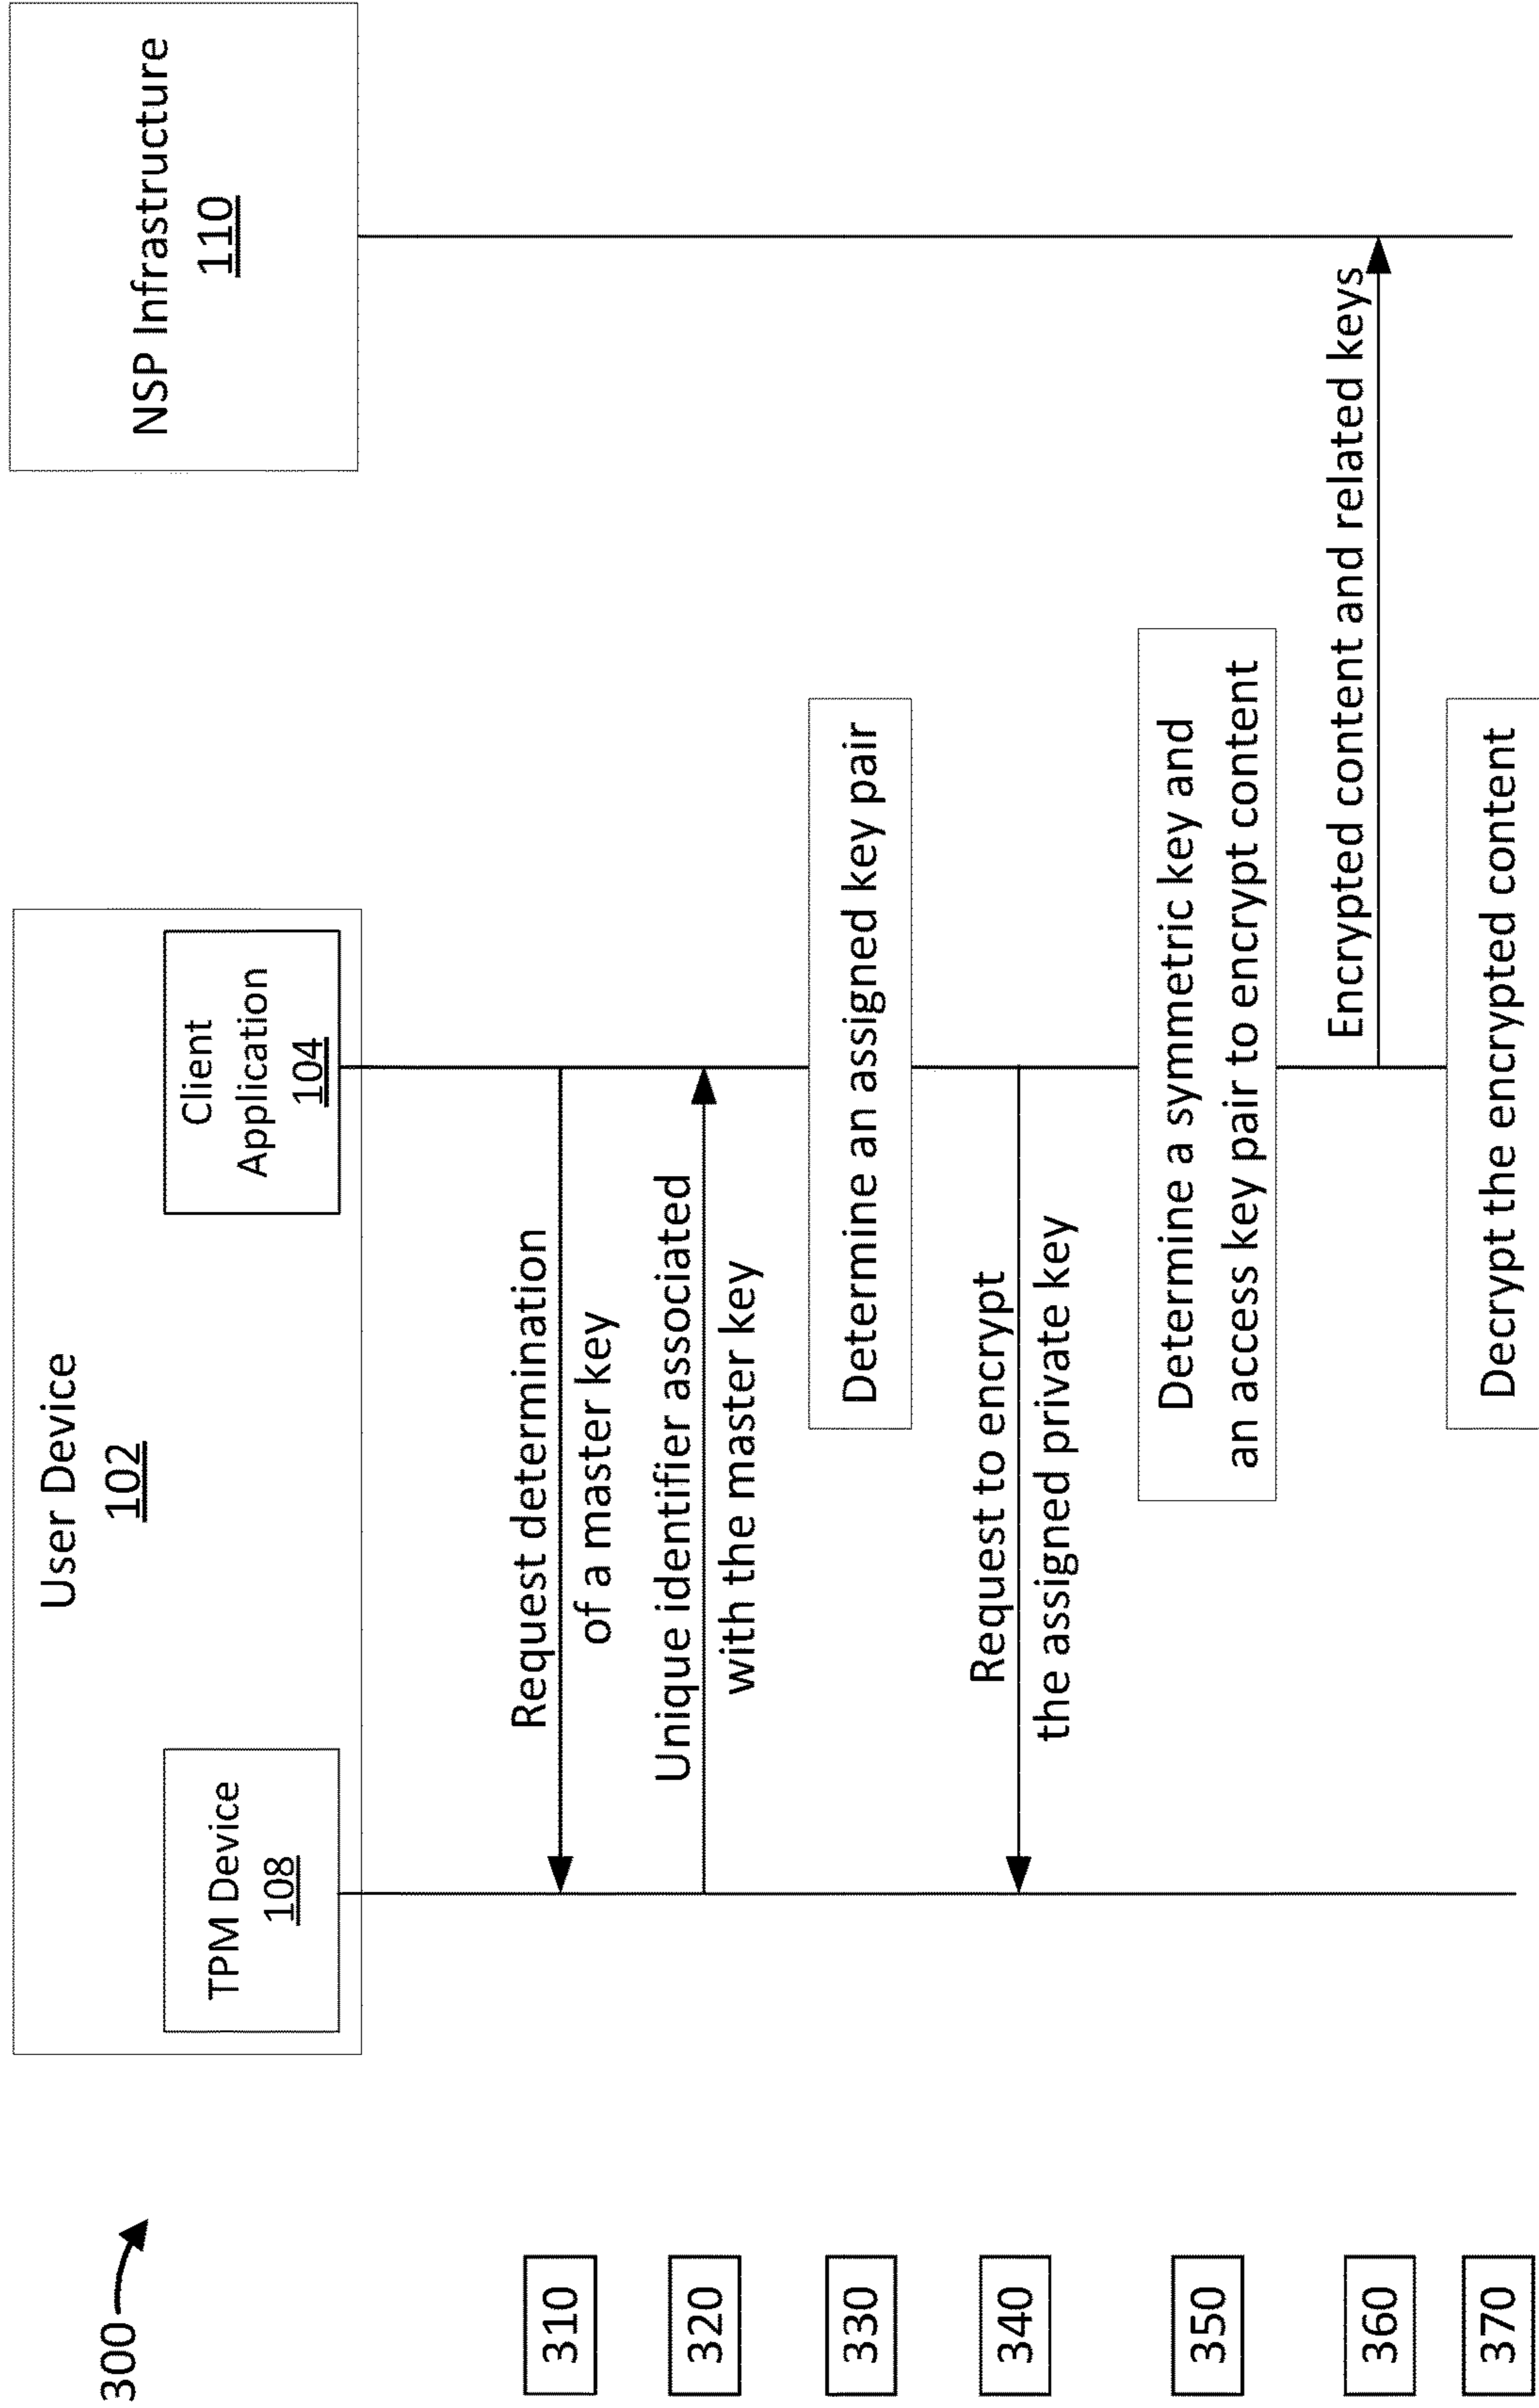 300
User Device
102
TPM Device
108
Client
Application
104
NSP Infrastructure
110
310
Request determination
of a master key
320
Unique identifier associated
with the master key
330
Determine an assigned key pair
340
Request to encrypt
the assigned private key
350
Determine a symmetric key and
an access key pair to encrypt content
360
Encrypted content and related keys
370
Decrypt the encrypted content